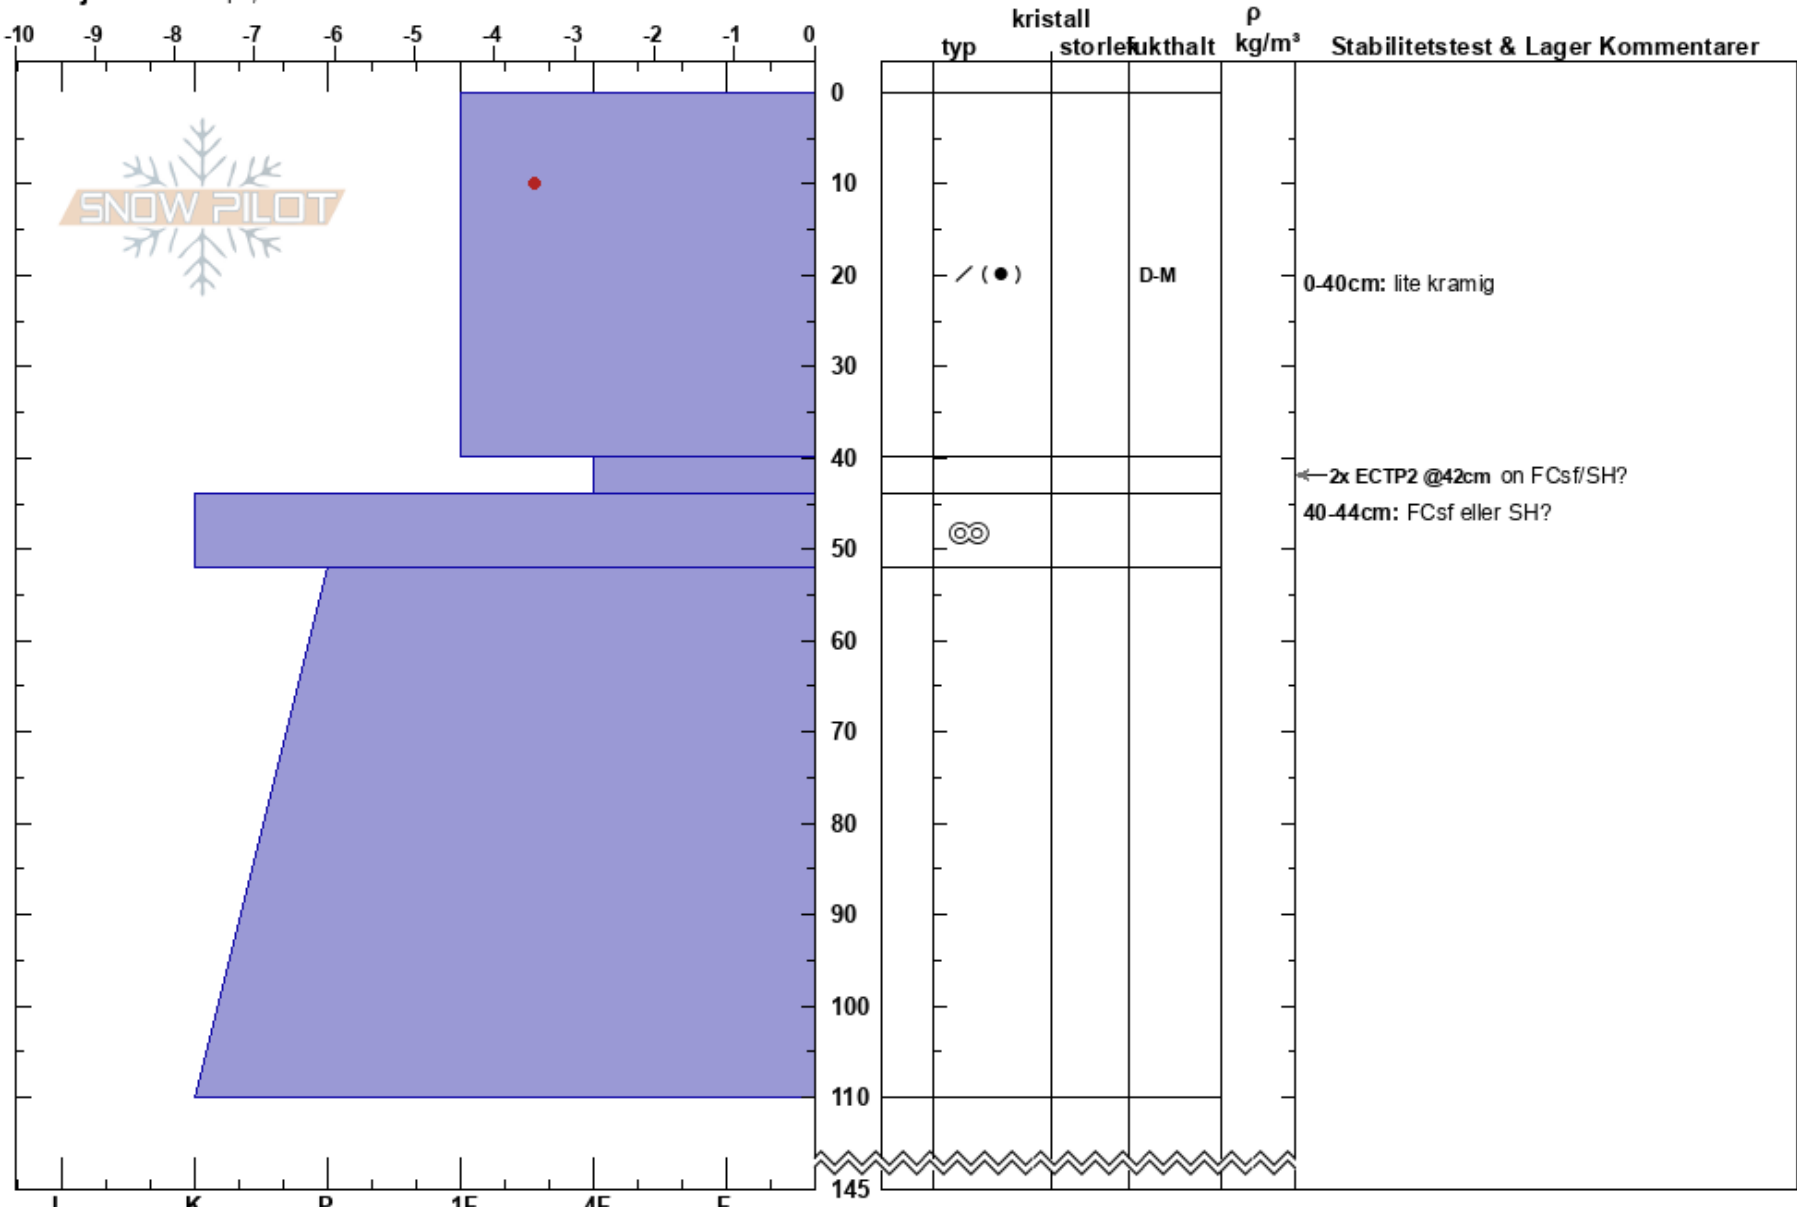 kristall
ρ
-10 -9 -8 -7 -6 -5 -4 -3 -2 -1 0
typ storlek fukthalt kg/m³ Stabilitetstest & Lager Kommentarer
0
SNOW PILOT
10
20 / (●) D-M
0-40cm: lite kramig
30
40
2x ECTP2 @42cm on FCsf/SH?
40-44cm: FCsf eller SH?
50
60
70
80
90
100
110
145
I K P 1F 4F F